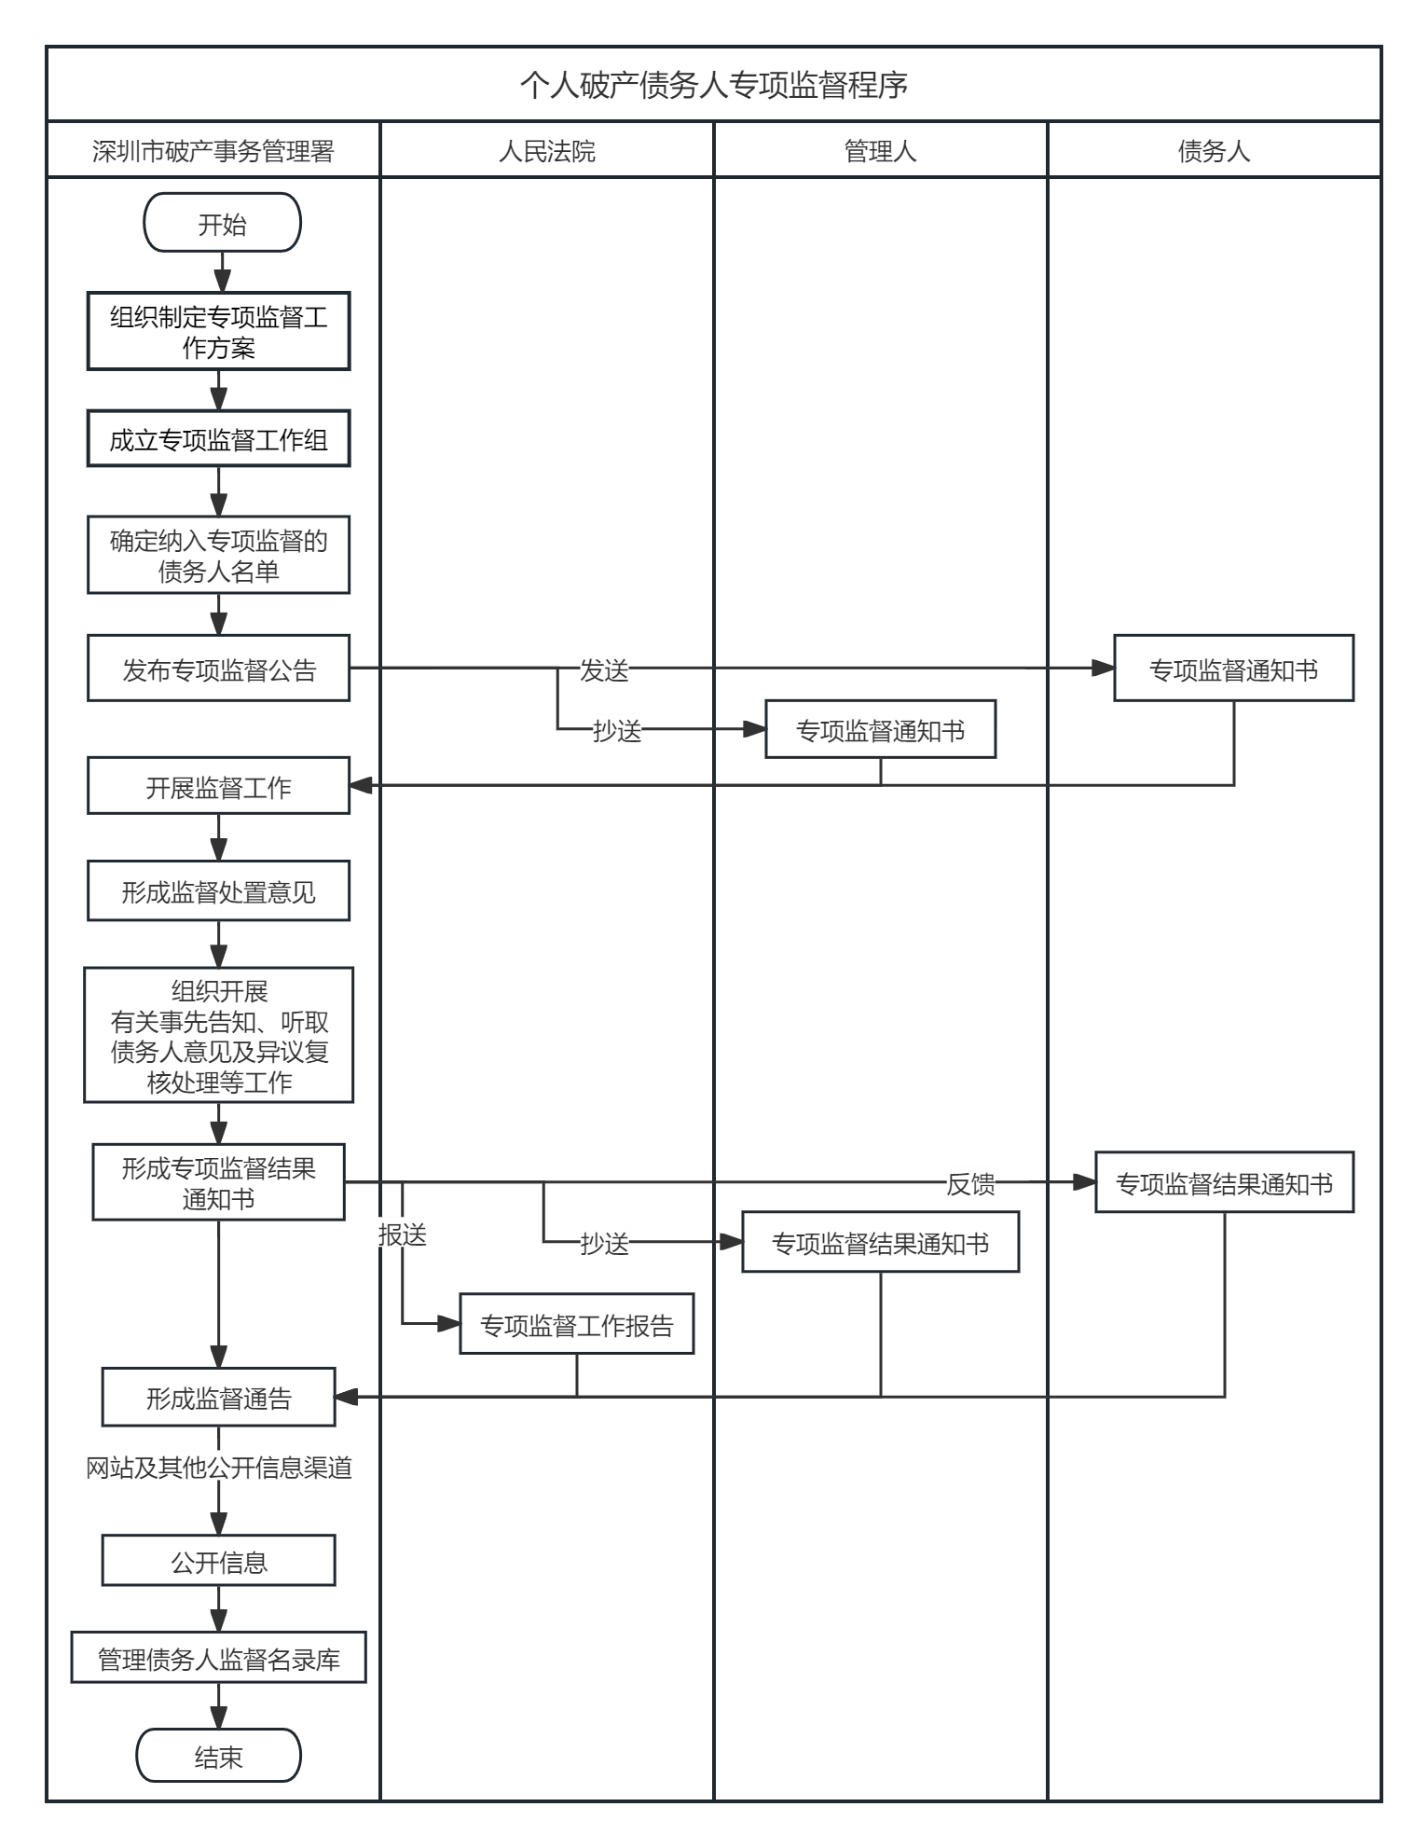 个人破产债务人专项监督程序
深圳市破产事务管理署
人民法院
管理人
债务人
开始
组织制定专项监督工
作方案
成立专项监督工作组
确定纳入专项监督的
债务人名单
发布专项监督公告
发送
专项监督通知书
抄送
专项监督通知书
开展监督工作
形成监督处置意见
组织开展
有关事先告知、听取
债务人意见及异议复
核处理等工作
形成专项监督结果
通知书
反馈
专项监督结果通知书
报送
抄送
专项监督结果通知书
专项监督工作报告
形成监督通告
网站及其他公开信息渠道
公开信息
管理债务人监督名录库
结束